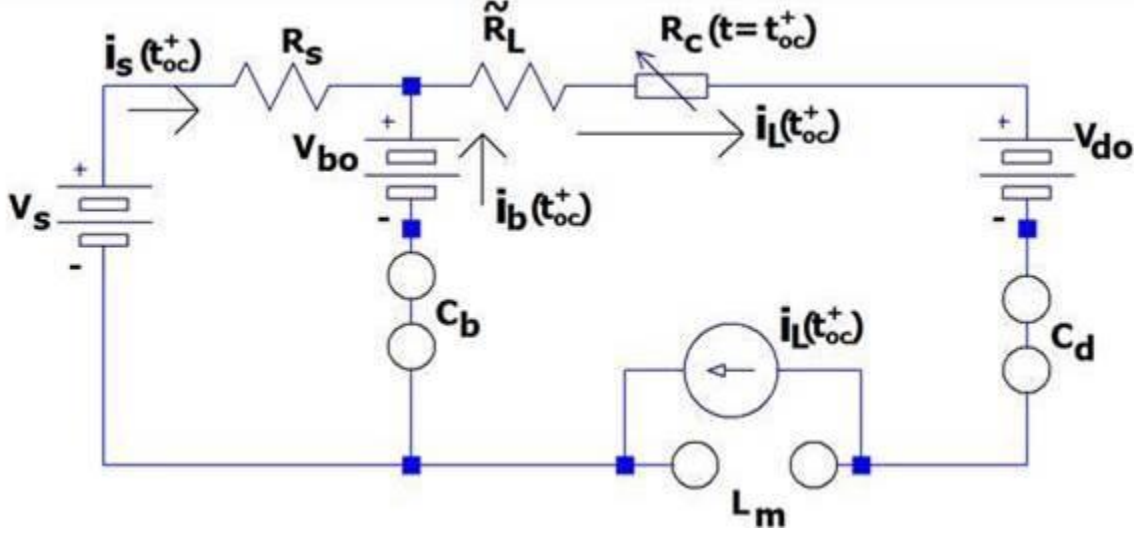 i_s(t_oc^+)
R_s
R̃_L
R_c(t=t_oc^+)
+
V_bo
-
i_b(t_oc^+)
i_L(t_oc^+)
+
V_do
-
+
V_s
-
C_b
i_L(t_oc^+)
C_d
L_m